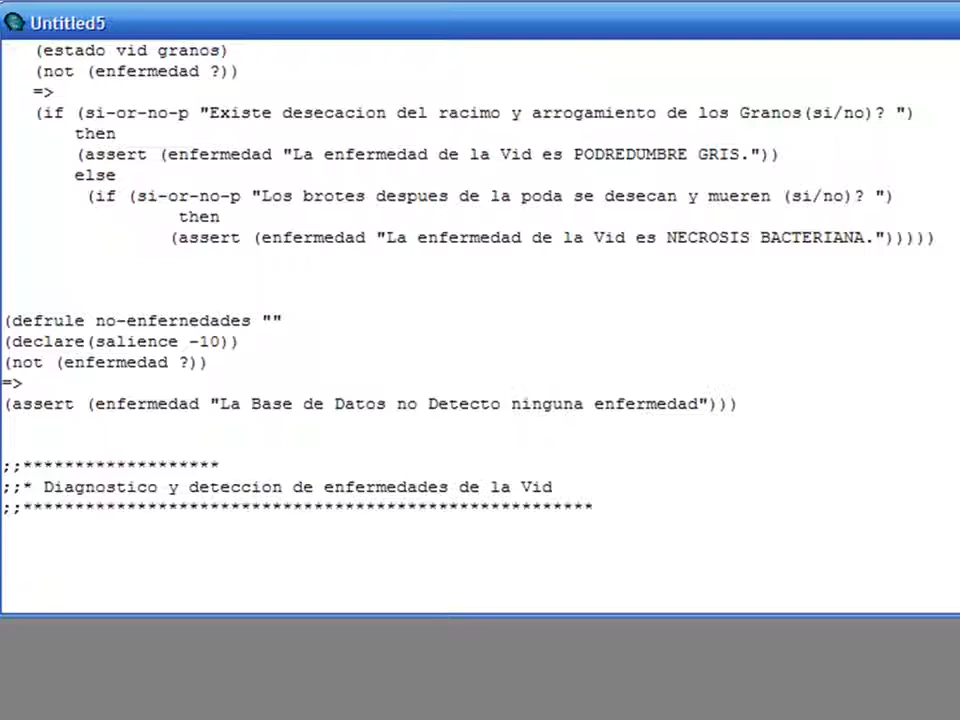 Untitled5
(estado vid granos)
(not (enfermedad ?))
=>
(if (si-or-no-p "Existe desecacion del racimo y arrogamiento de los Granos(si/no)? ")
then
(assert (enfermedad "La enfermedad de la Vid es PODREDUMBRE GRIS."))
else
(if (si-or-no-p "Los brotes despues de la poda se desecan y mueren (si/no)? ")
then
(assert (enfermedad "La enfermedad de la Vid es NECROSIS BACTERIANA.")))))
(defrule no-enfernedades ""
(declare(salience -10))
(not (enfermedad ?))
=>
(assert (enfermedad "La Base de Datos no Detecto ninguna enfermedad")))
;;*******************
;;* Diagnostico y deteccion de enfermedades de la Vid
;;*******************************************************